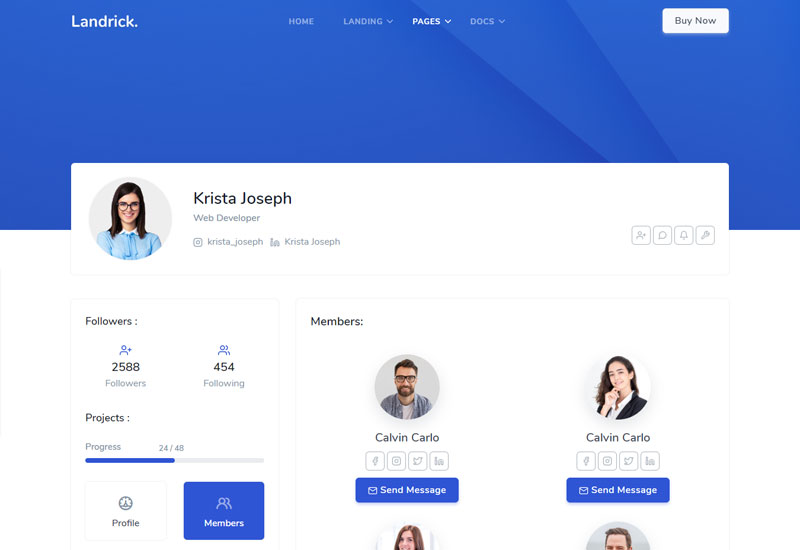 Landrick.
HOME
LANDING
PAGES
DOCS
Buy Now
Krista Joseph
Web Developer
krista_joseph
Krista Joseph
Followers :
2588
Followers
454
Following
Projects :
Progress
24 / 48
Profile
Members
Members:
Calvin Carlo
Send Message
Calvin Carlo
Send Message